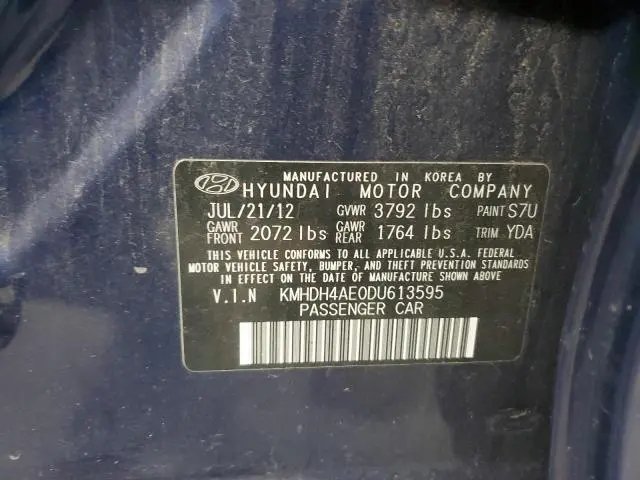 MANUFACTURED IN KOREA BY
HYUNDAI MOTOR COMPANY
JUL/21/12 GVWR 3792 lbs PAINT S7U
GAWR FRONT 2072 lbs GAWR REAR 1764 lbs TRIM YDA
THIS VEHICLE CONFORMS TO ALL APPLICABLE U.S.A. FEDERAL
MOTOR VEHICLE SAFETY, BUMPER, AND THEFT PREVENTION STANDARDS
IN EFFECT ON THE DATE OF MANUFACTURE SHOWN ABOVE
V.I.N KMHDH4AE0DU613595
PASSENGER CAR